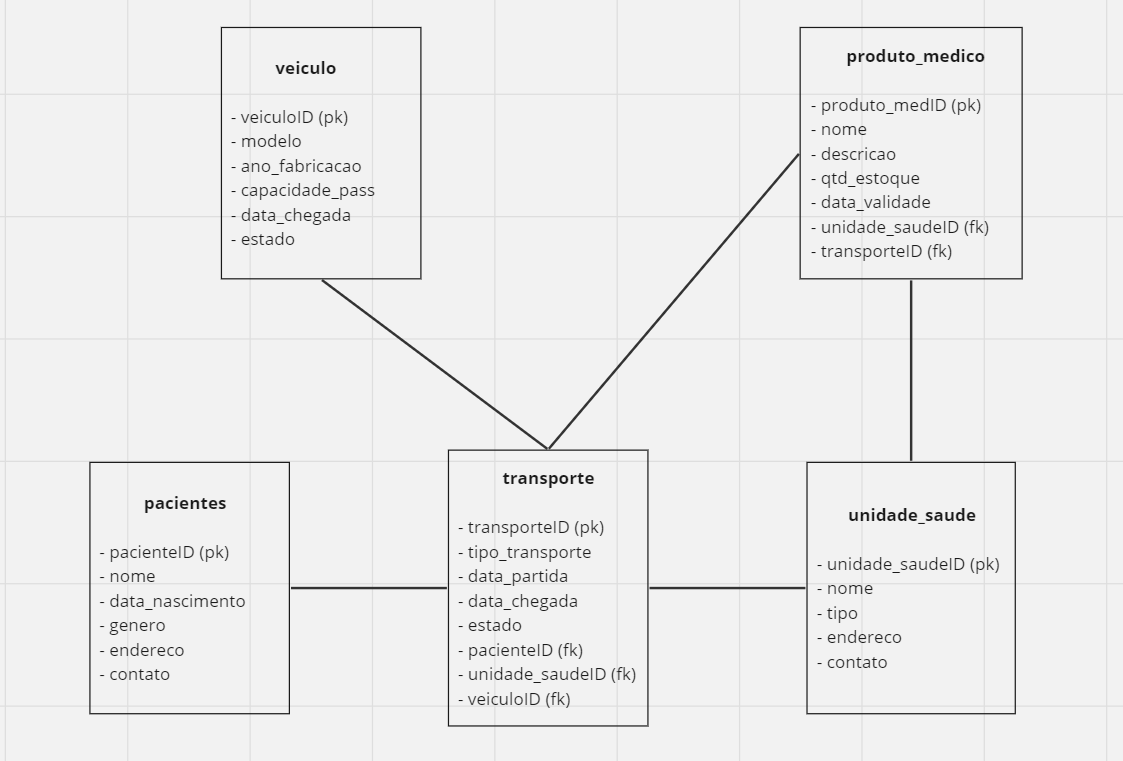 veiculo
- veiculoID (pk)
- modelo
- ano_fabricacao
- capacidade_pass
- data_chegada
- estado
produto_medico
- produto_medID (pk)
- nome
- descricao
- qtd_estoque
- data_validade
- unidade_saudeID (fk)
- transporteID (fk)
pacientes
- pacienteID (pk)
- nome
- data_nascimento
- genero
- endereco
- contato
transporte
- transporteID (pk)
- tipo_transporte
- data_partida
- data_chegada
- estado
- pacienteID (fk)
- unidade_saudeID (fk)
- veiculoID (fk)
unidade_saude
- unidade_saudeID (pk)
- nome
- tipo
- endereco
- contato